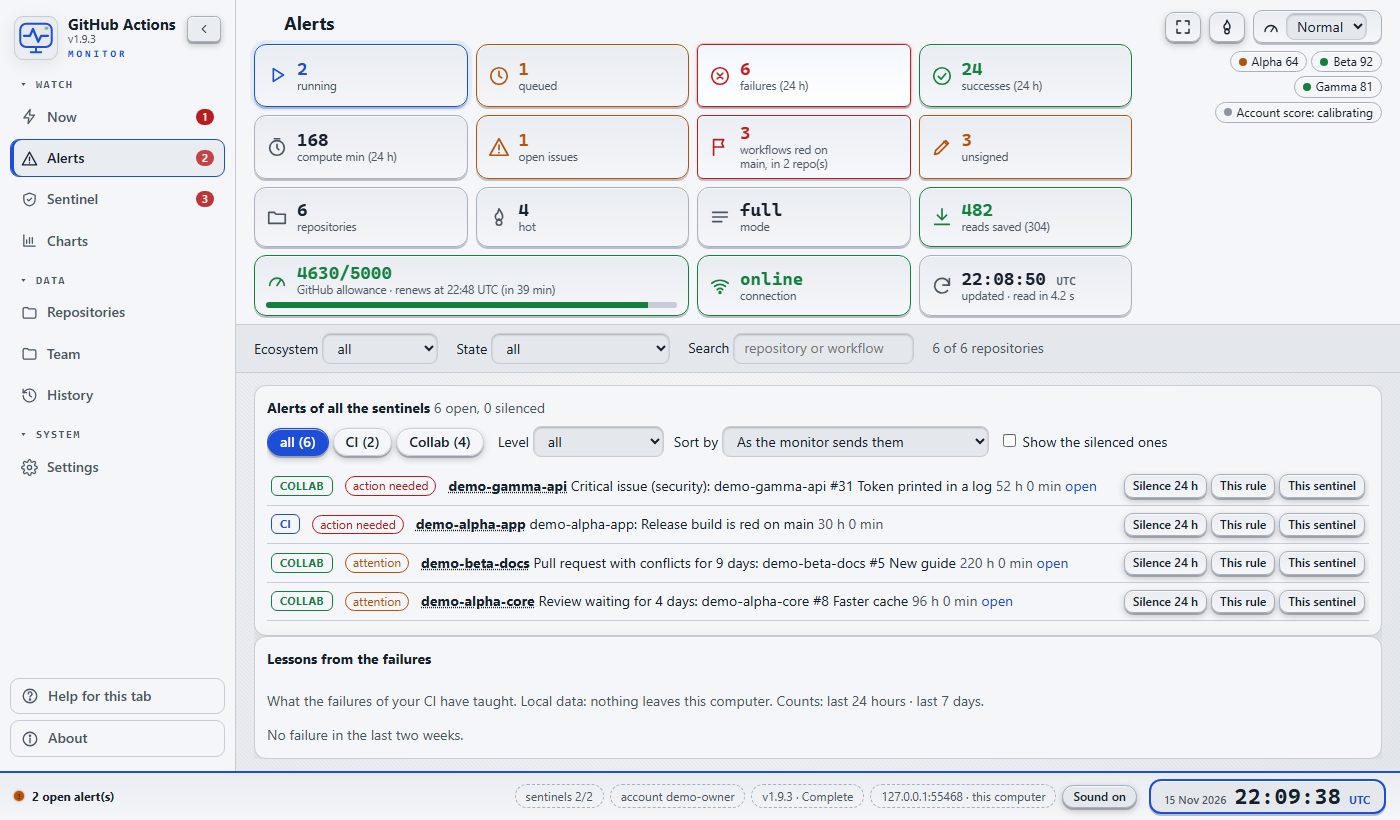 GitHub Actions
v1.9.3
MONITOR
WATCH
Now 1
Alerts 2
Sentinel 3
Charts
DATA
Repositories
Team
History
SYSTEM
Settings
Help for this tab
About
Alerts
Normal
Alpha 64
Beta 92
Gamma 81
Account score: calibrating
2
running
1
queued
6
failures (24 h)
24
successes (24 h)
168
compute min (24 h)
1
open issues
3
workflows red on
main, in 2 repo(s)
3
unsigned
6
repositories
4
hot
full
mode
482
reads saved (304)
4630/5000
GitHub allowance · renews at 22:48 UTC (in 39 min)
online
connection
22:08:50 UTC
updated · read in 4.2 s
Ecosystem all State all Search repository or workflow 6 of 6 repositories
Alerts of all the sentinels 6 open, 0 silenced
all (6) CI (2) Collab (4) Level all Sort by As the monitor sends them Show the silenced ones
COLLAB action needed demo-gamma-api Critical issue (security): demo-gamma-api #31 Token printed in a log 52 h 0 min open Silence 24 h This rule This sentinel
CI action needed demo-alpha-app demo-alpha-app: Release build is red on main 30 h 0 min Silence 24 h This rule This sentinel
COLLAB attention demo-beta-docs Pull request with conflicts for 9 days: demo-beta-docs #5 New guide 220 h 0 min open Silence 24 h This rule This sentinel
COLLAB attention demo-alpha-core Review waiting for 4 days: demo-alpha-core #8 Faster cache 96 h 0 min open Silence 24 h This rule This sentinel
Lessons from the failures
What the failures of your CI have taught. Local data: nothing leaves this computer. Counts: last 24 hours · last 7 days.
No failure in the last two weeks.
2 open alert(s)
sentinels 2/2
account demo-owner
v1.9.3 · Complete
127.0.0.1:55468 · this computer
Sound on
15 Nov 2026 22:09:38 UTC